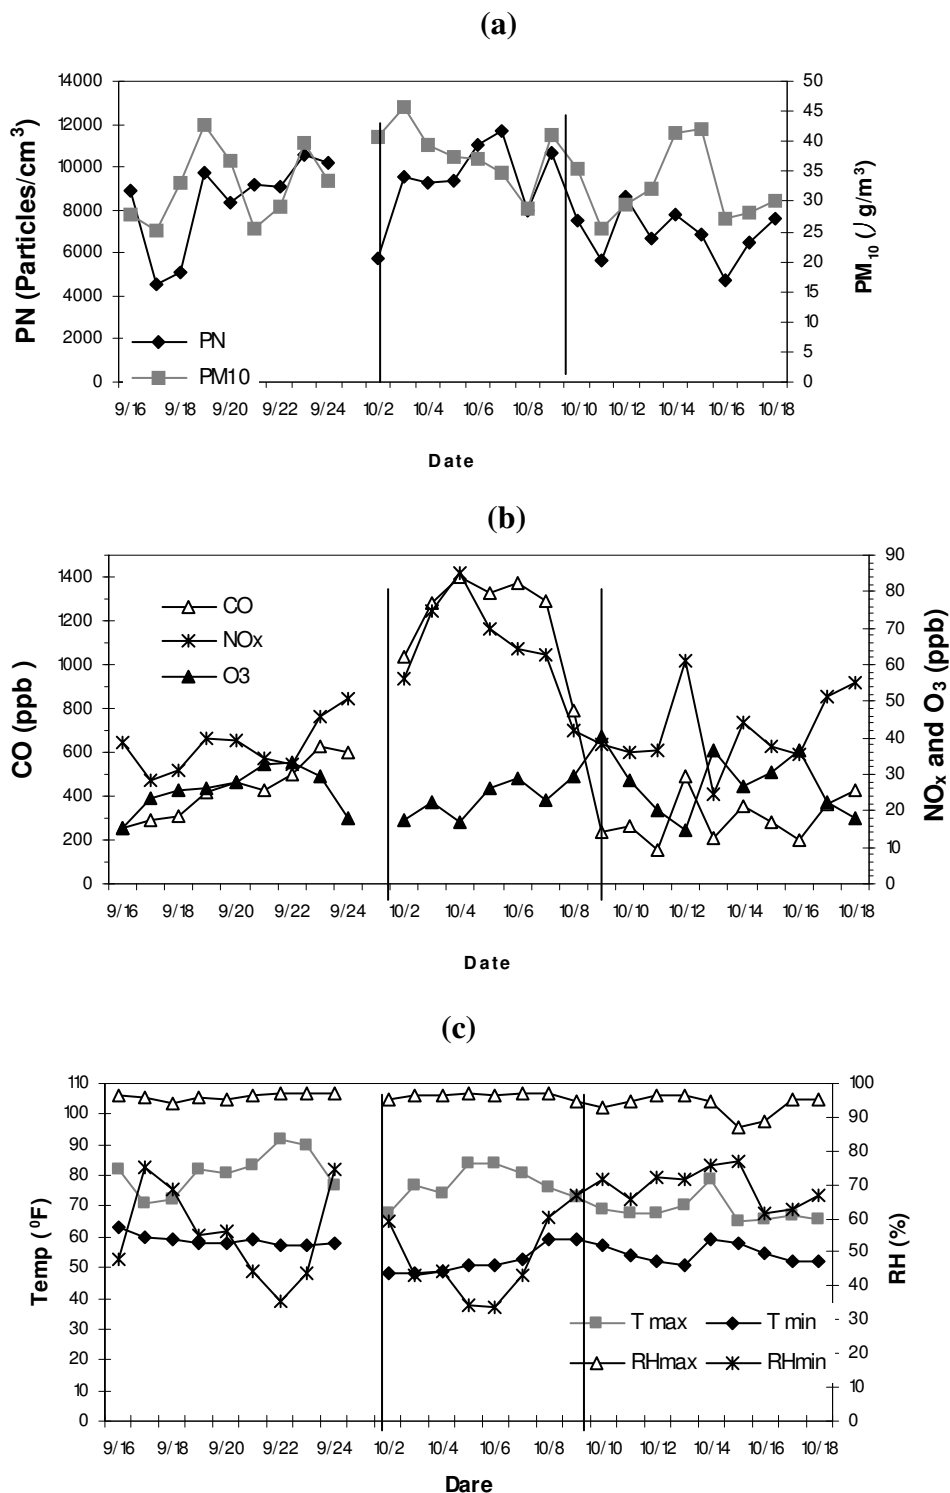 (a)
PN (Particles/cm3)
14000
12000
10000
8000
6000
4000
2000
0
PN
PM10
50
45
40
35
30
25
20
15
10
5
0
PM10 (⟯ g/m3)
9/16 9/18 9/20 9/22 9/24 10/2 10/4 10/6 10/8 10/10 10/12 10/14 10/16 10/18
Date
(b)
CO (ppb )
1400
1200
1000
800
600
400
200
0
CO
NOx
O3
90
80
70
60
50
40
30
20
10
0
NOx and O3 (ppb)
9/16 9/18 9/20 9/22 9/24 10/2 10/4 10/6 10/8 10/10 10/12 10/14 10/16 10/18
Date
(c)
Temp (0F)
110
100
90
80
70
60
50
40
30
20
10
0
T max T min
RHmax RHmin
100
90
80
70
60
50
40
30
20
10
0
RH (%)
9/16 9/18 9/20 9/22 9/24 10/2 10/4 10/6 10/8 10/10 10/12 10/14 10/16 10/18
Dare